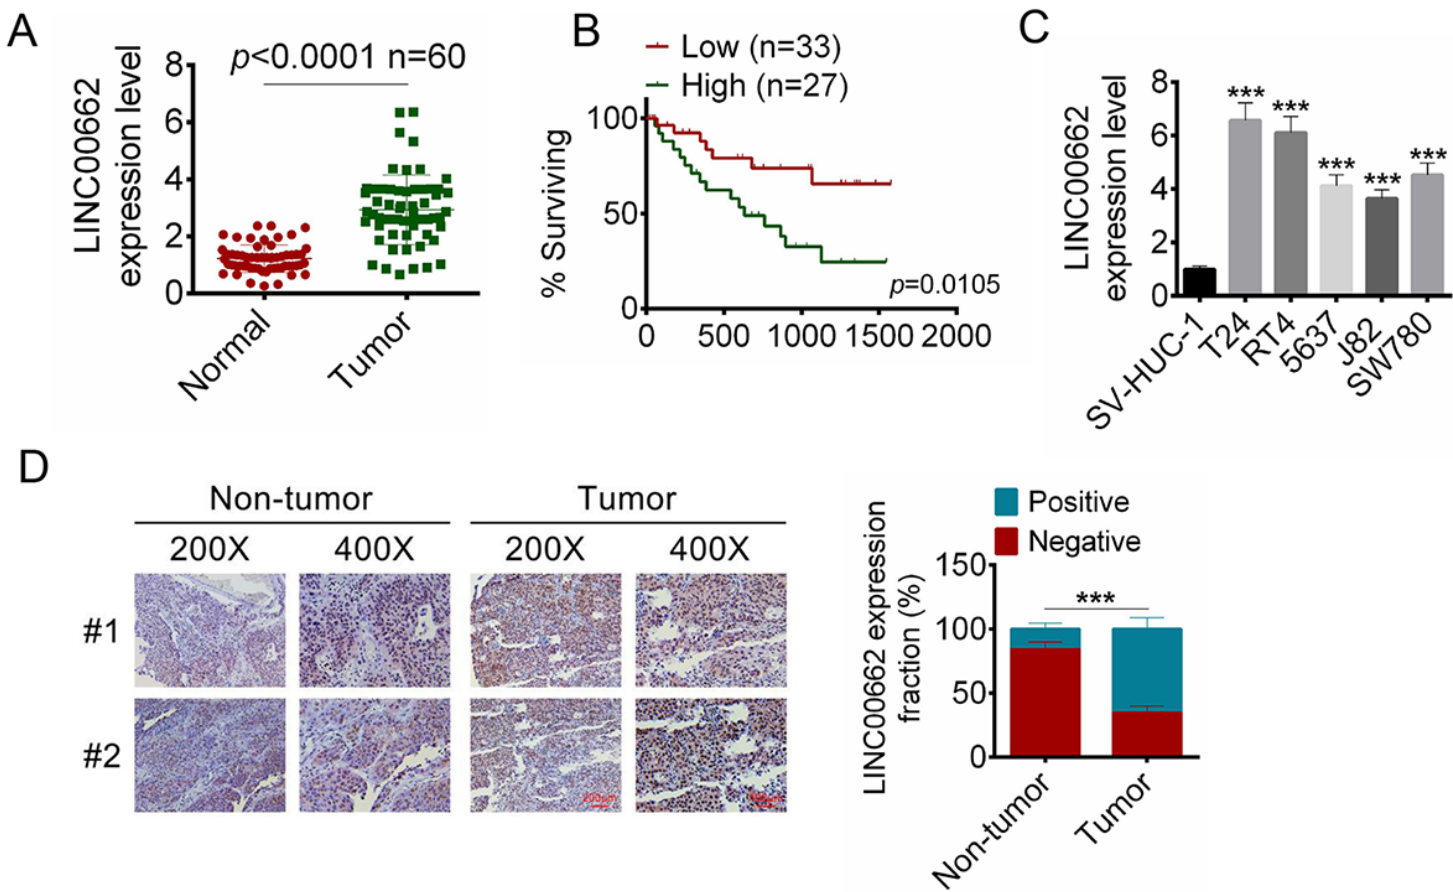 A
LINC00662
expression level
p<0.0001 n=60
8
6
4
2
0
Normal
Tumor
B
Low (n=33)
High (n=27)
% Surviving
100
50
0
p=0.0105
0 500 1000 1500 2000
C
LINC00662
expression level
8
6
4
2
0
*** *** *** *** ***
SV-HUC-1
T24
RT4
5637
J82
SW780
D
Non-tumor Tumor
200X 400X 200X 400X
#1
#2
200μm
Positive
Negative
LINC00662 expression
fraction (%)
150
100
50
0
***
Non-tumor
Tumor